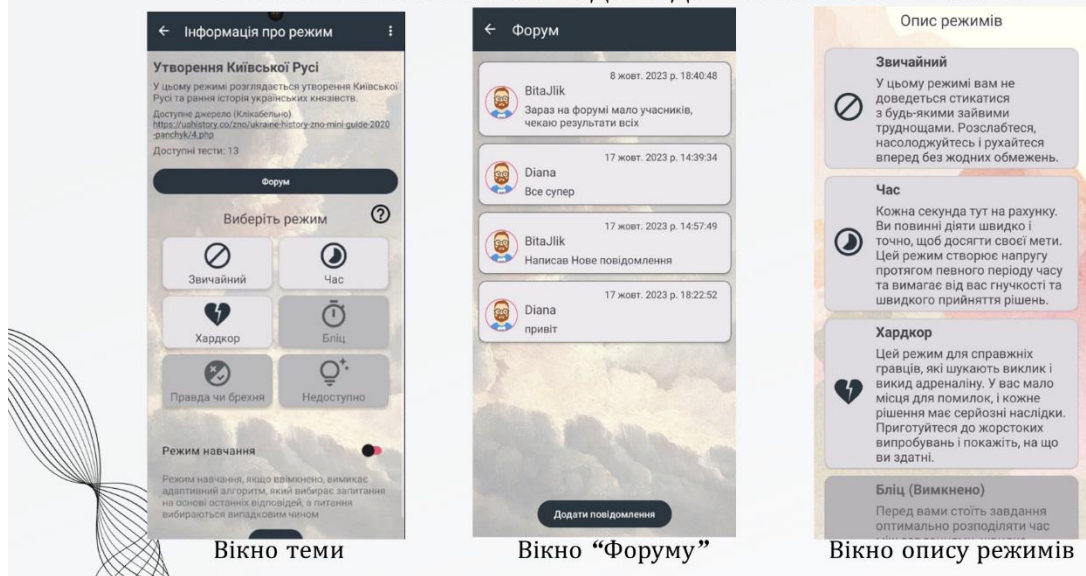 Інформація про режим
Утворення Київської Русі
У цьому режимі розглядається утворення Київської
Русі та рання історія українських князівств.
Доступне джерело (Клікабельно)
https://uahistory.co/zno/ukraine-history-zno-mini-guide-2020
-panchyk/4.php
Доступні тести: 13
Форум
Виберіть режим
Звичайний
Час
Хардкор
Бліц
Правда чи брехня
Недоступно
Режим навчання
Режим навчання, якщо ввімкнено, вимикає
адаптивний алгоритм, який вибирає запитання
на основі останніх відповідей, а питання
вибираються випадковим чином
Вікно теми
Форум
8 жовт. 2023 р. 18:40:48
BitaJlik
Зараз на форумі мало учасників,
чекаю результати всіх
17 жовт. 2023 р. 14:39:34
Diana
Все супер
17 жовт. 2023 р. 14:57:49
BitaJlik
Написав Нове повідомлення
17 жовт. 2023 р. 18:22:52
Diana
привіт
Додати повідомлення
Вікно “Форуму”
Опис режимів
Звичайний
У цьому режимі вам не
доведеться стикатися
з будь-якими зайвими
труднощами. Розслабтеся,
насолоджуйтесь і рухайтеся
вперед без жодних обмежень.
Час
Кожна секунда тут на рахунку.
Ви повинні діяти швидко і
точно, щоб досягти своєї мети.
Цей режим створює напругу
протягом певного періоду часу
та вимагає від вас гнучкості та
швидкого прийняття рішень.
Хардкор
Цей режим для справжніх
гравців, які шукають виклик і
викид адреналіну. У вас мало
місця для помилок, і кожне
рішення має серйозні наслідки.
Приготуйтеся до жорстоких
випробувань і покажіть, на що
ви здатні.
Бліц (Вимкнено)
Перед вами стоїть завдання
оптимально розподіляти час
Вікно опису режимів